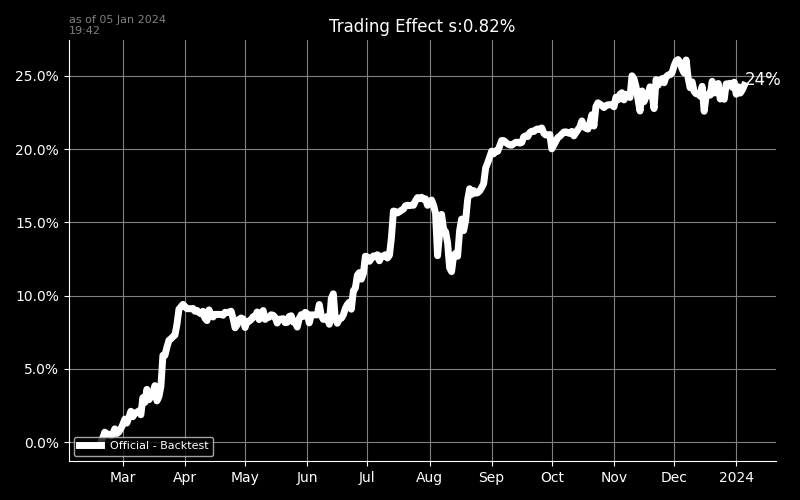 as of 05 Jan 2024
19:42
Trading Effect s:0.82%
25.0%
24%
20.0%
15.0%
10.0%
5.0%
0.0%
Official - Backtest
Mar Apr May Jun Jul Aug Sep Oct Nov Dec 2024